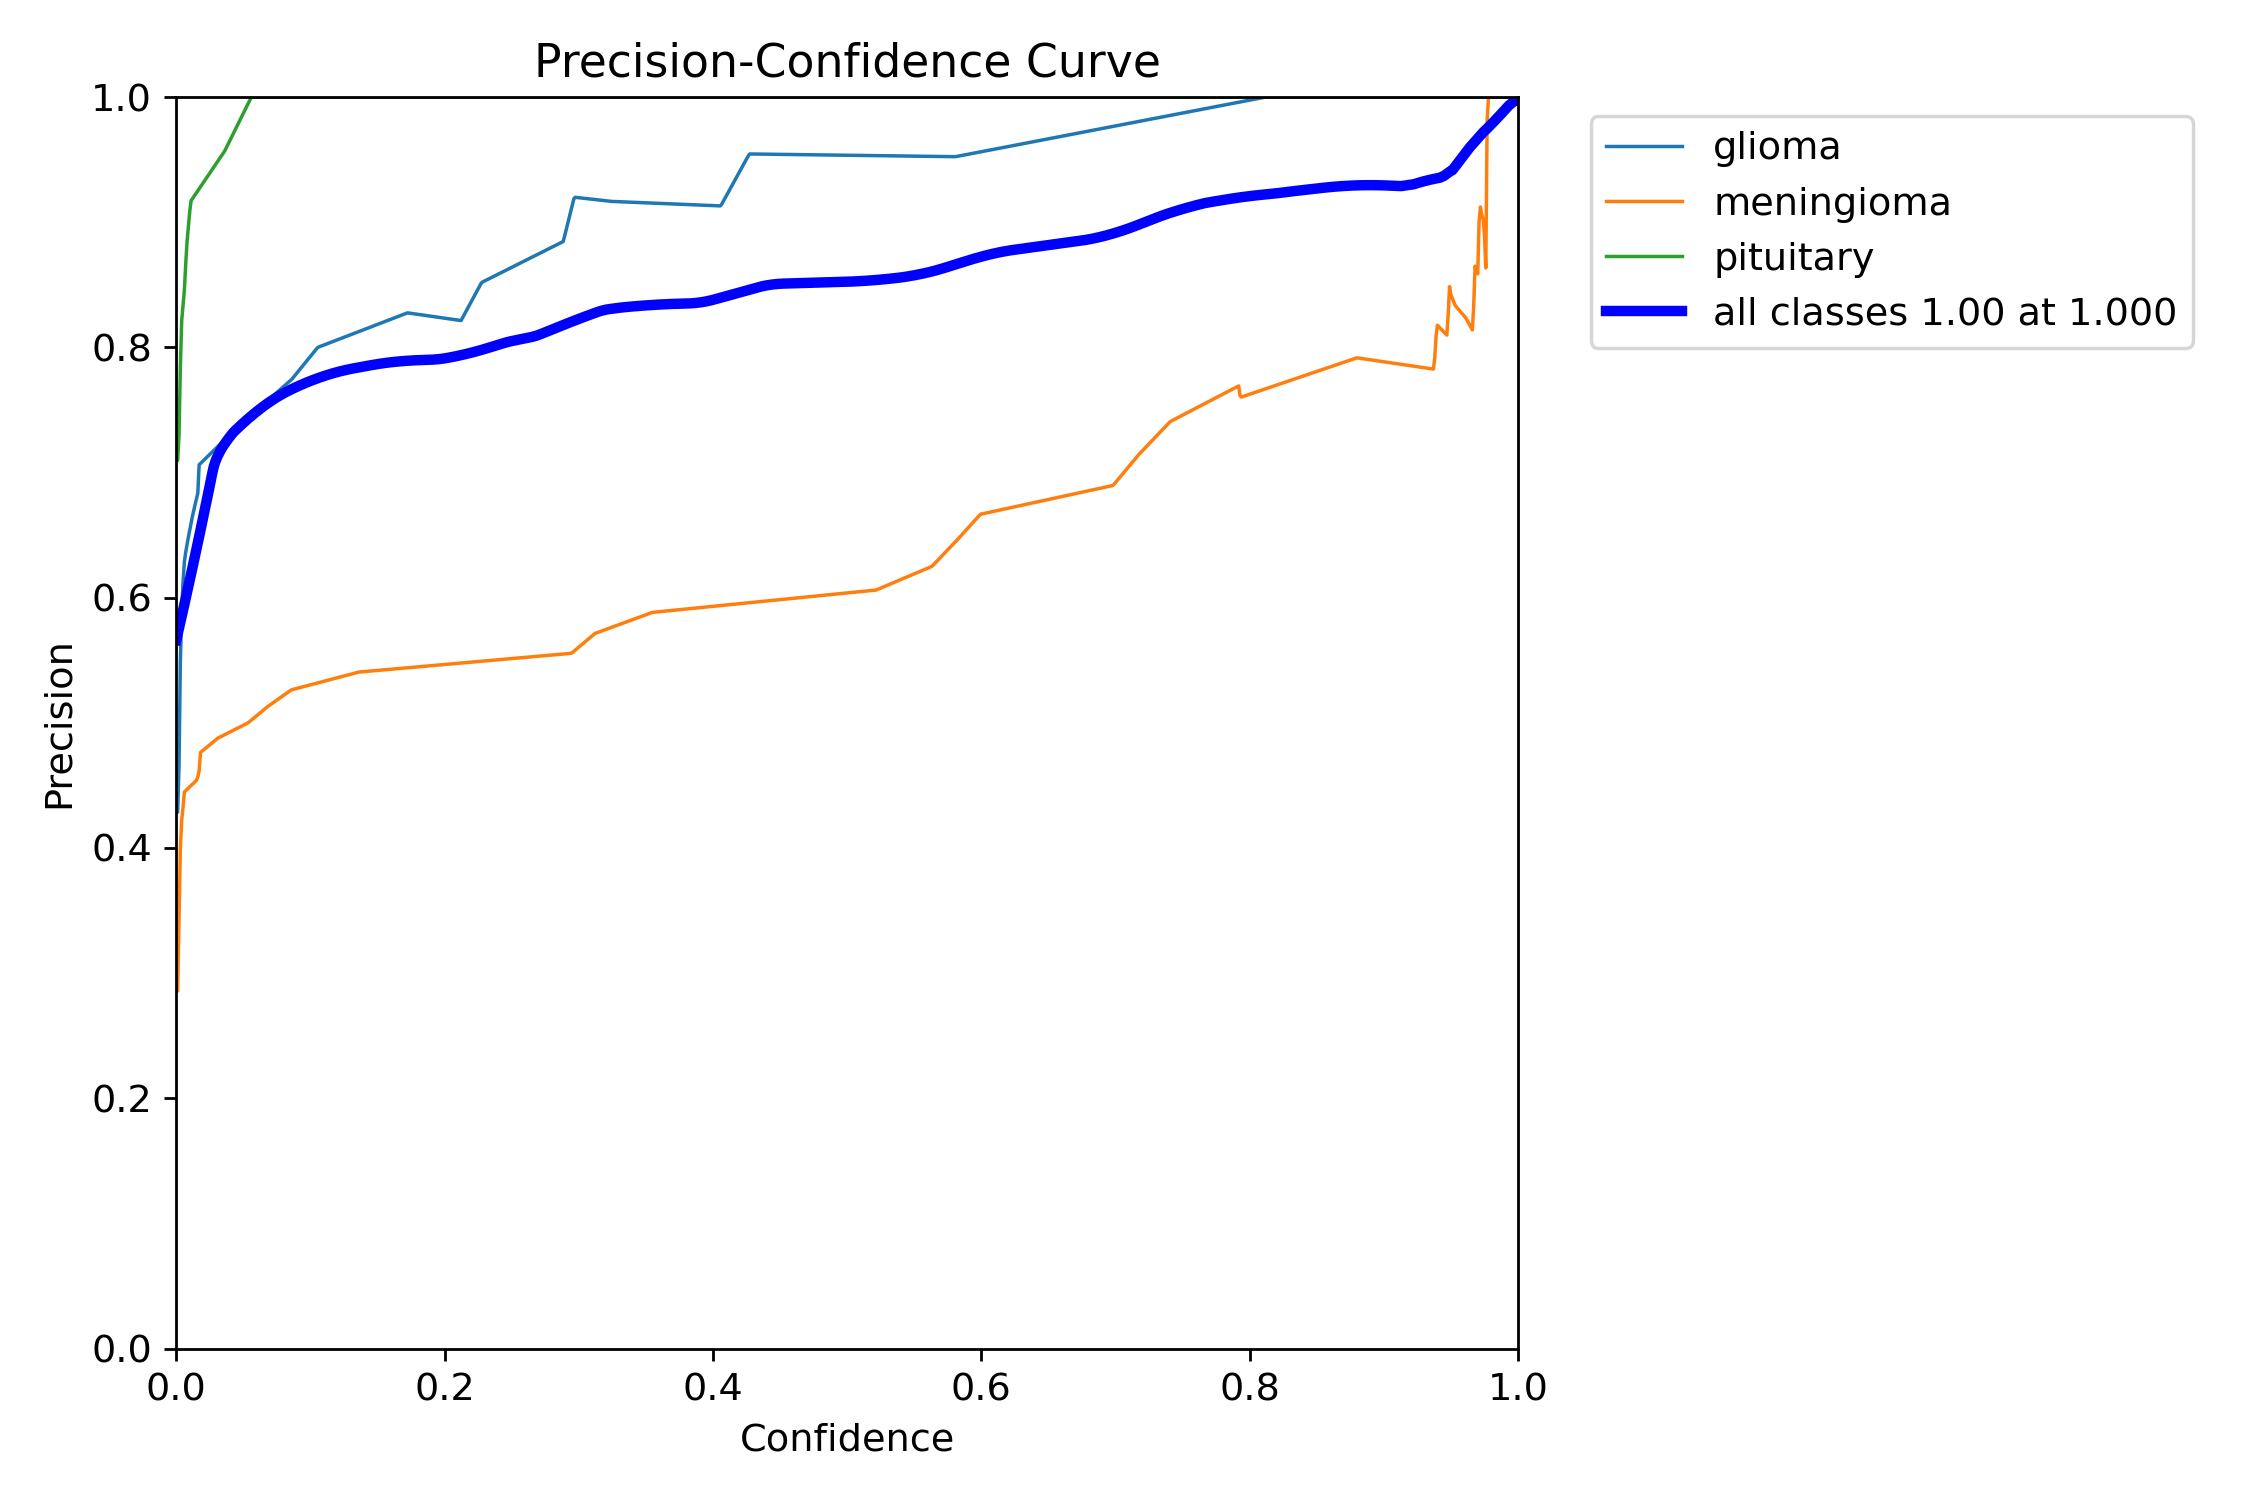 Precision-Confidence Curve
1.0
0.8
0.6
0.4
0.2
0.0
Precision
0.0 0.2 0.4 0.6 0.8 1.0
Confidence
glioma
meningioma
pituitary
all classes 1.00 at 1.000